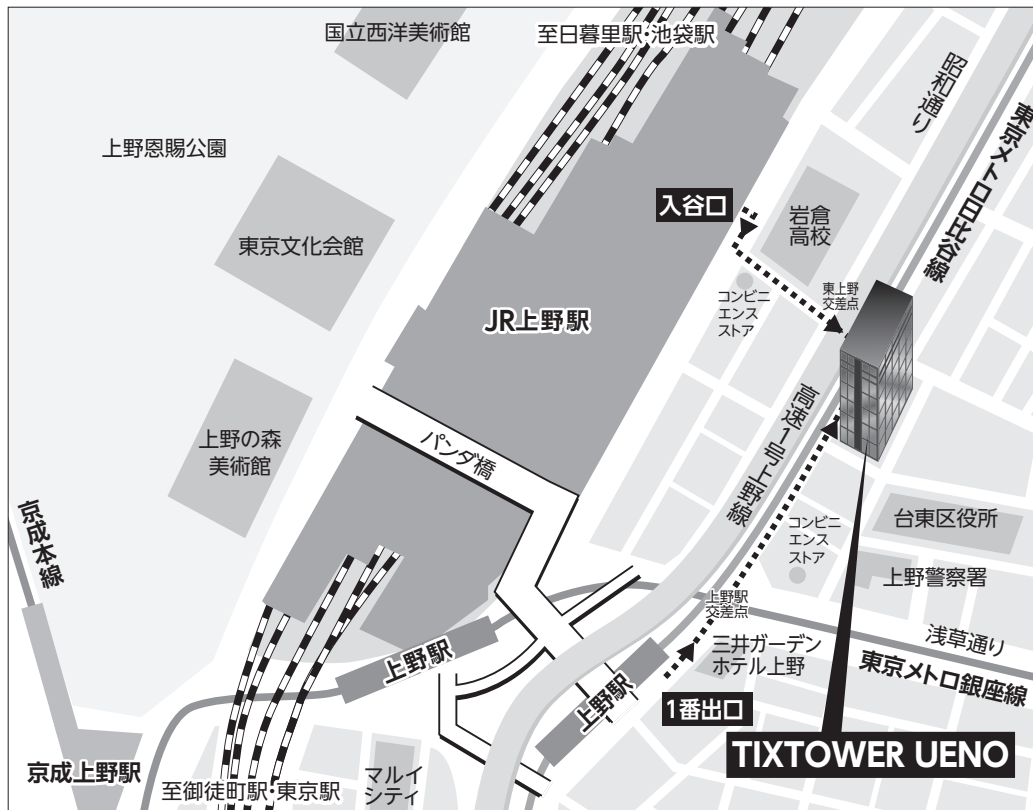 国立西洋美術館
至日暮里駅・池袋駅
昭和通り
東京メトロ日比谷線
上野恩賜公園
入谷口
岩倉
高校
東京文化会館
コンビニ
エンス
ストア
東上野
交差点
JR上野駅
高速1号上野線
上野の森
美術館
パンダ橋
京成本線
コンビニ
エンス
ストア
台東区役所
上野警察署
上野駅
交差点
浅草通り
三井ガーデン
ホテル上野
東京メトロ銀座線
上野駅
上野駅
1番出口
TIXTOWER UENO
京成上野駅
至御徒町駅・東京駅
マルイ
シティ